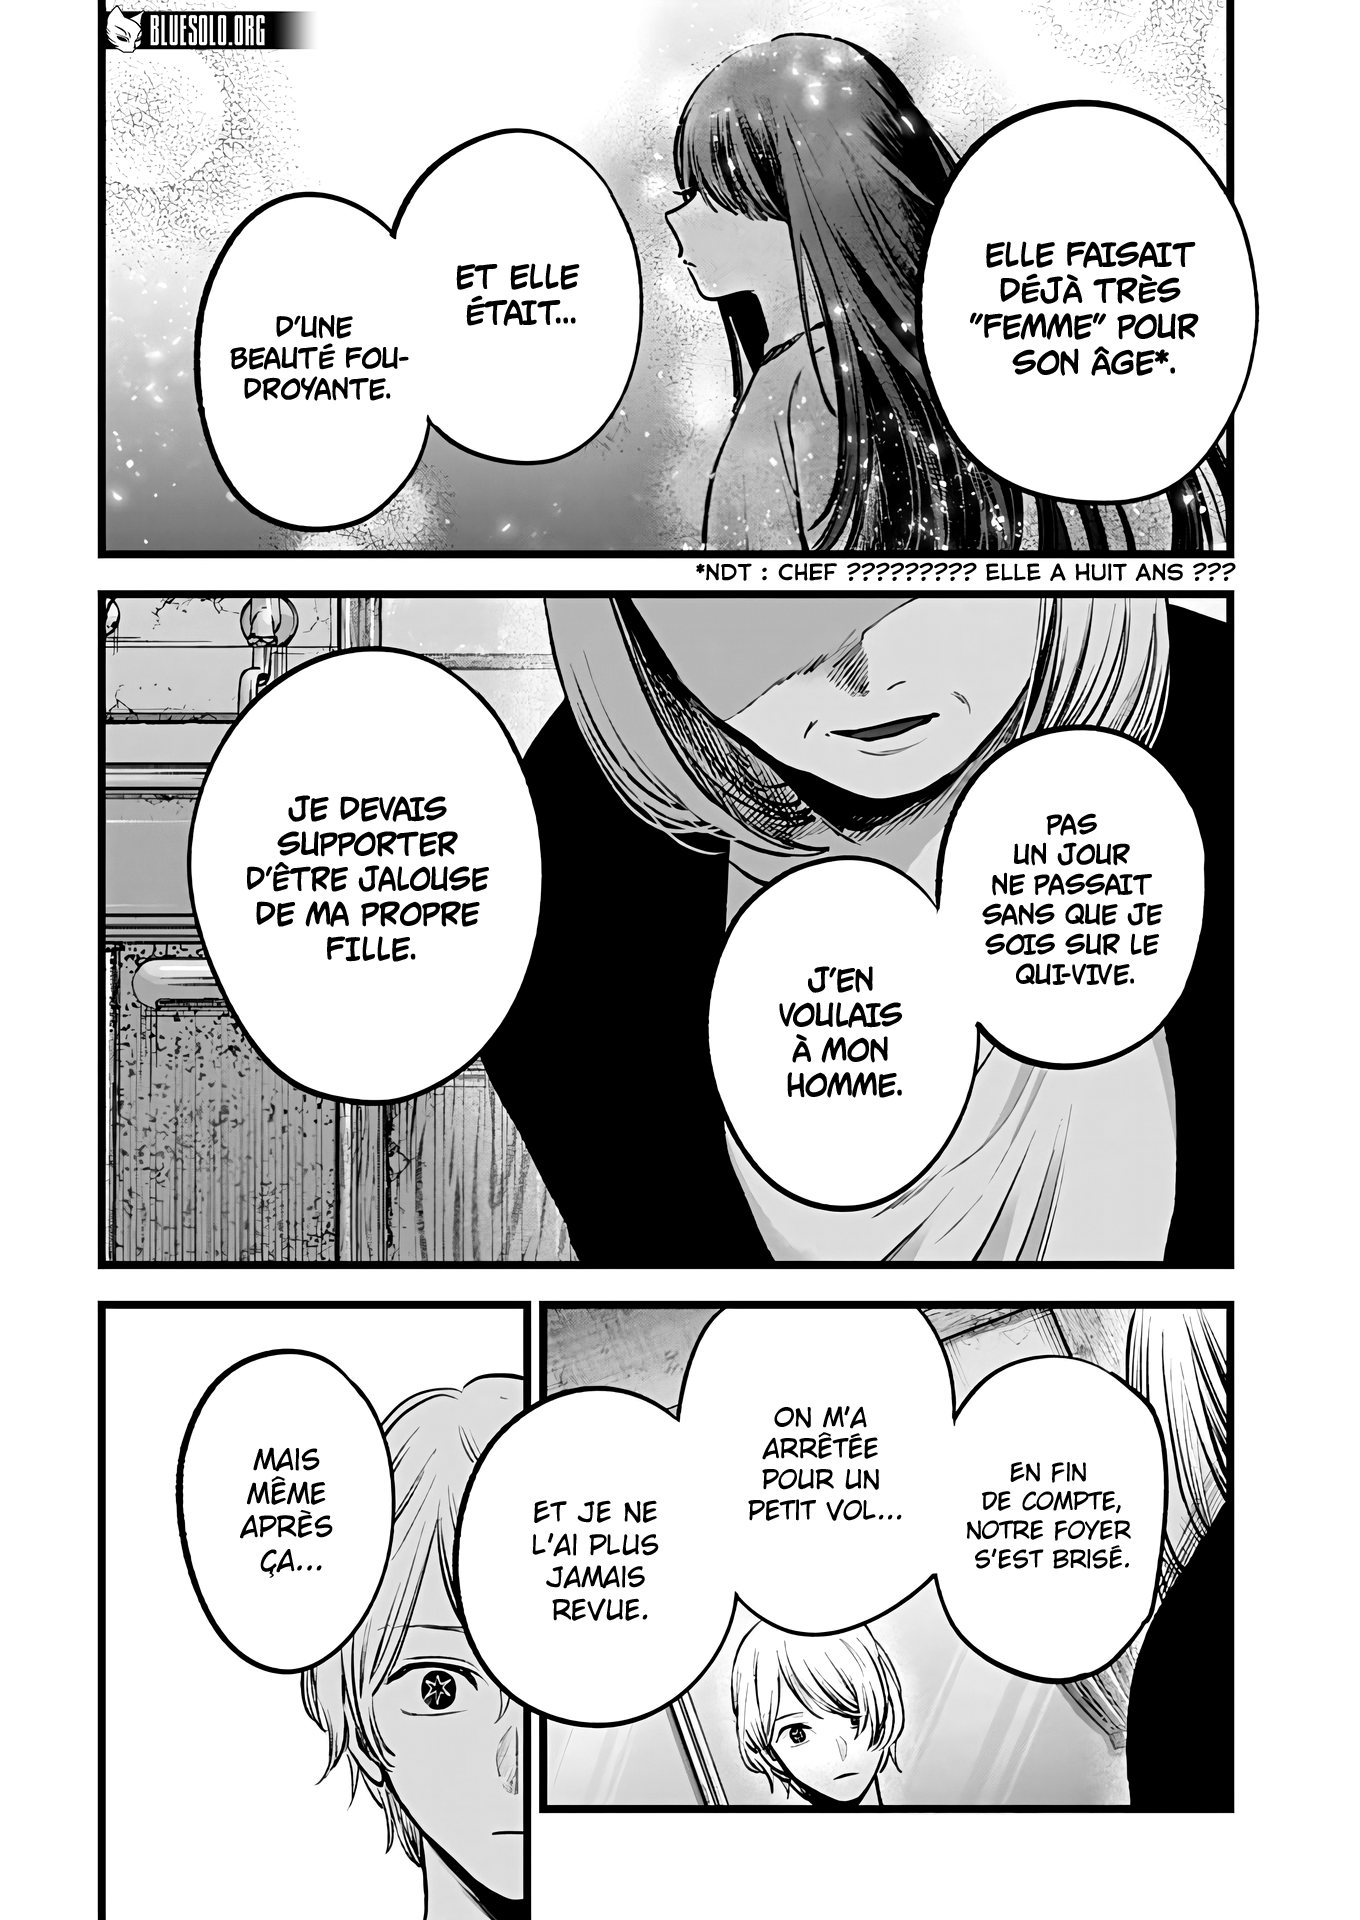 BLUESOLO.ORG
ELLE FAISAIT
DÉJÀ TRÈS
"FEMME" POUR
SON ÂGE*.
ET ELLE
ÉTAIT...
D'UNE
BEAUTÉ FOU-
DROYANTE.
*NDT : CHEF ????????? ELLE A HUIT ANS ???
PAS
UN JOUR
NE PASSAIT
SANS QUE JE
SOIS SUR LE
QUI-VIVE.
J'EN
VOULAIS
À MON
HOMME.
JE DEVAIS
SUPPORTER
D'ÊTRE JALOUSE
DE MA PROPRE
FILLE.
EN FIN
DE COMPTE,
NOTRE FOYER
S'EST BRISÉ.
ON M'A
ARRÊTÉE
POUR UN
PETIT VOL...
ET JE NE
L'AI PLUS
JAMAIS
REVUE.
MAIS
MÊME
APRÈS
ÇA...